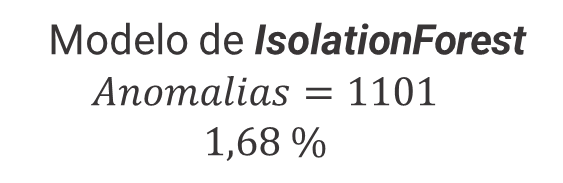 Modelo de IsolationForest
Anomalias = 1101
1,68 %